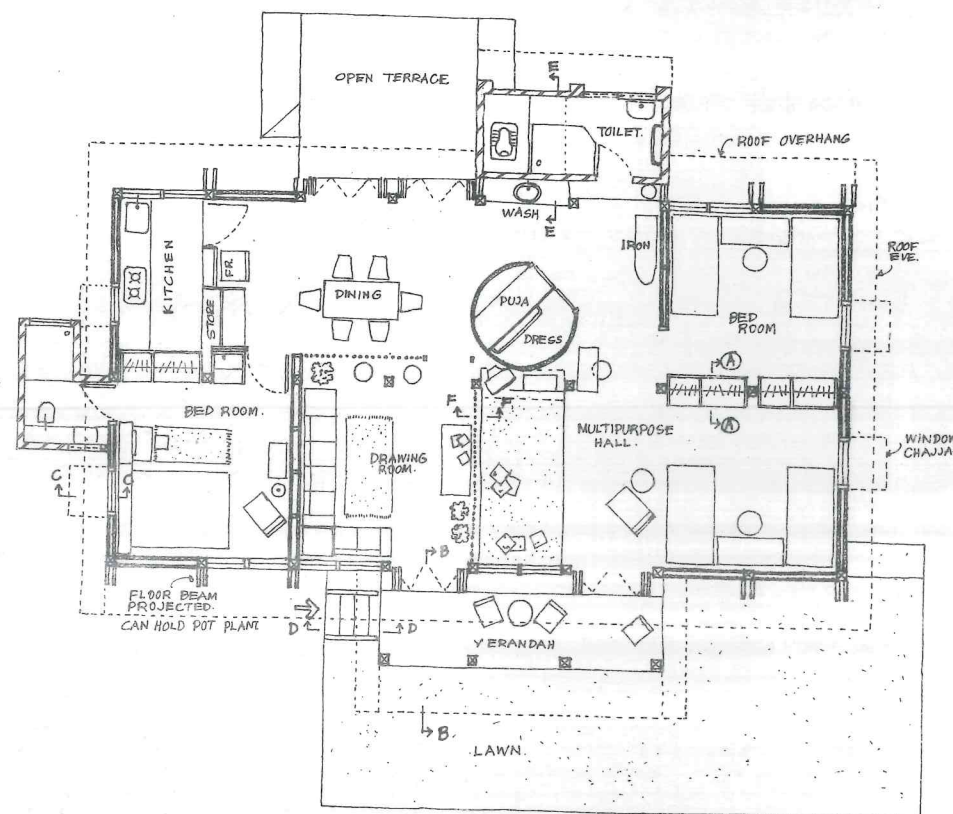 OPEN TERRACE
E
TOILET.
ROOF OVERHANG
WASH
E
KITCHEN
FR.
STORE
DINING
PUJA
DRESS
IRON
BED
ROOM
ROOF
EVE.
A
A
BED ROOM.
F
F
DRAWING
ROOM.
MULTIPURPOSE
HALL.
WINDOW
CHAJJA
C
C
B
FLOOR BEAM
PROJECTED.
CAN HOLD POT PLANT
D
D
VERANDAH
B.
LAWN.